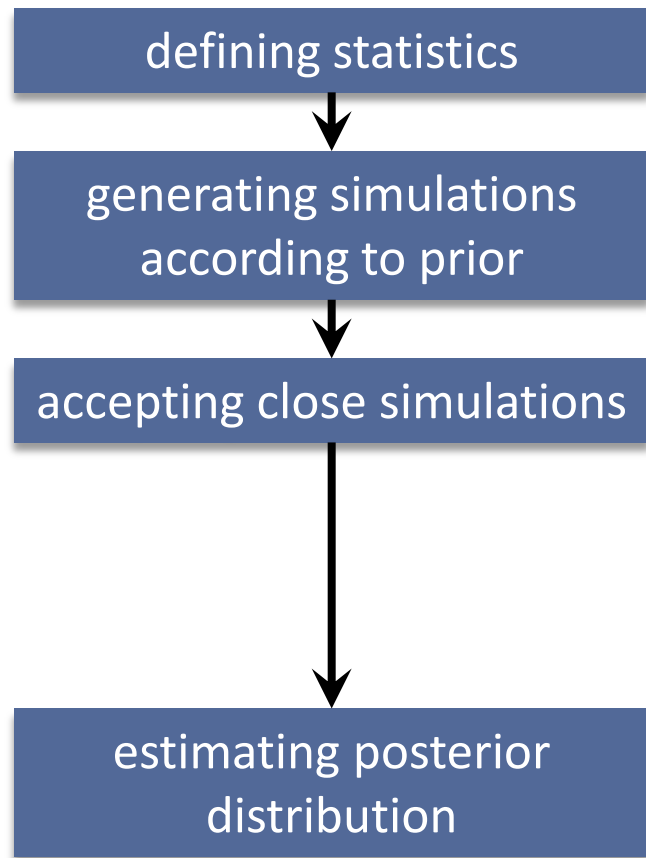 defining statistics
generating simulations
according to prior
accepting close simulations
estimating posterior
distribution